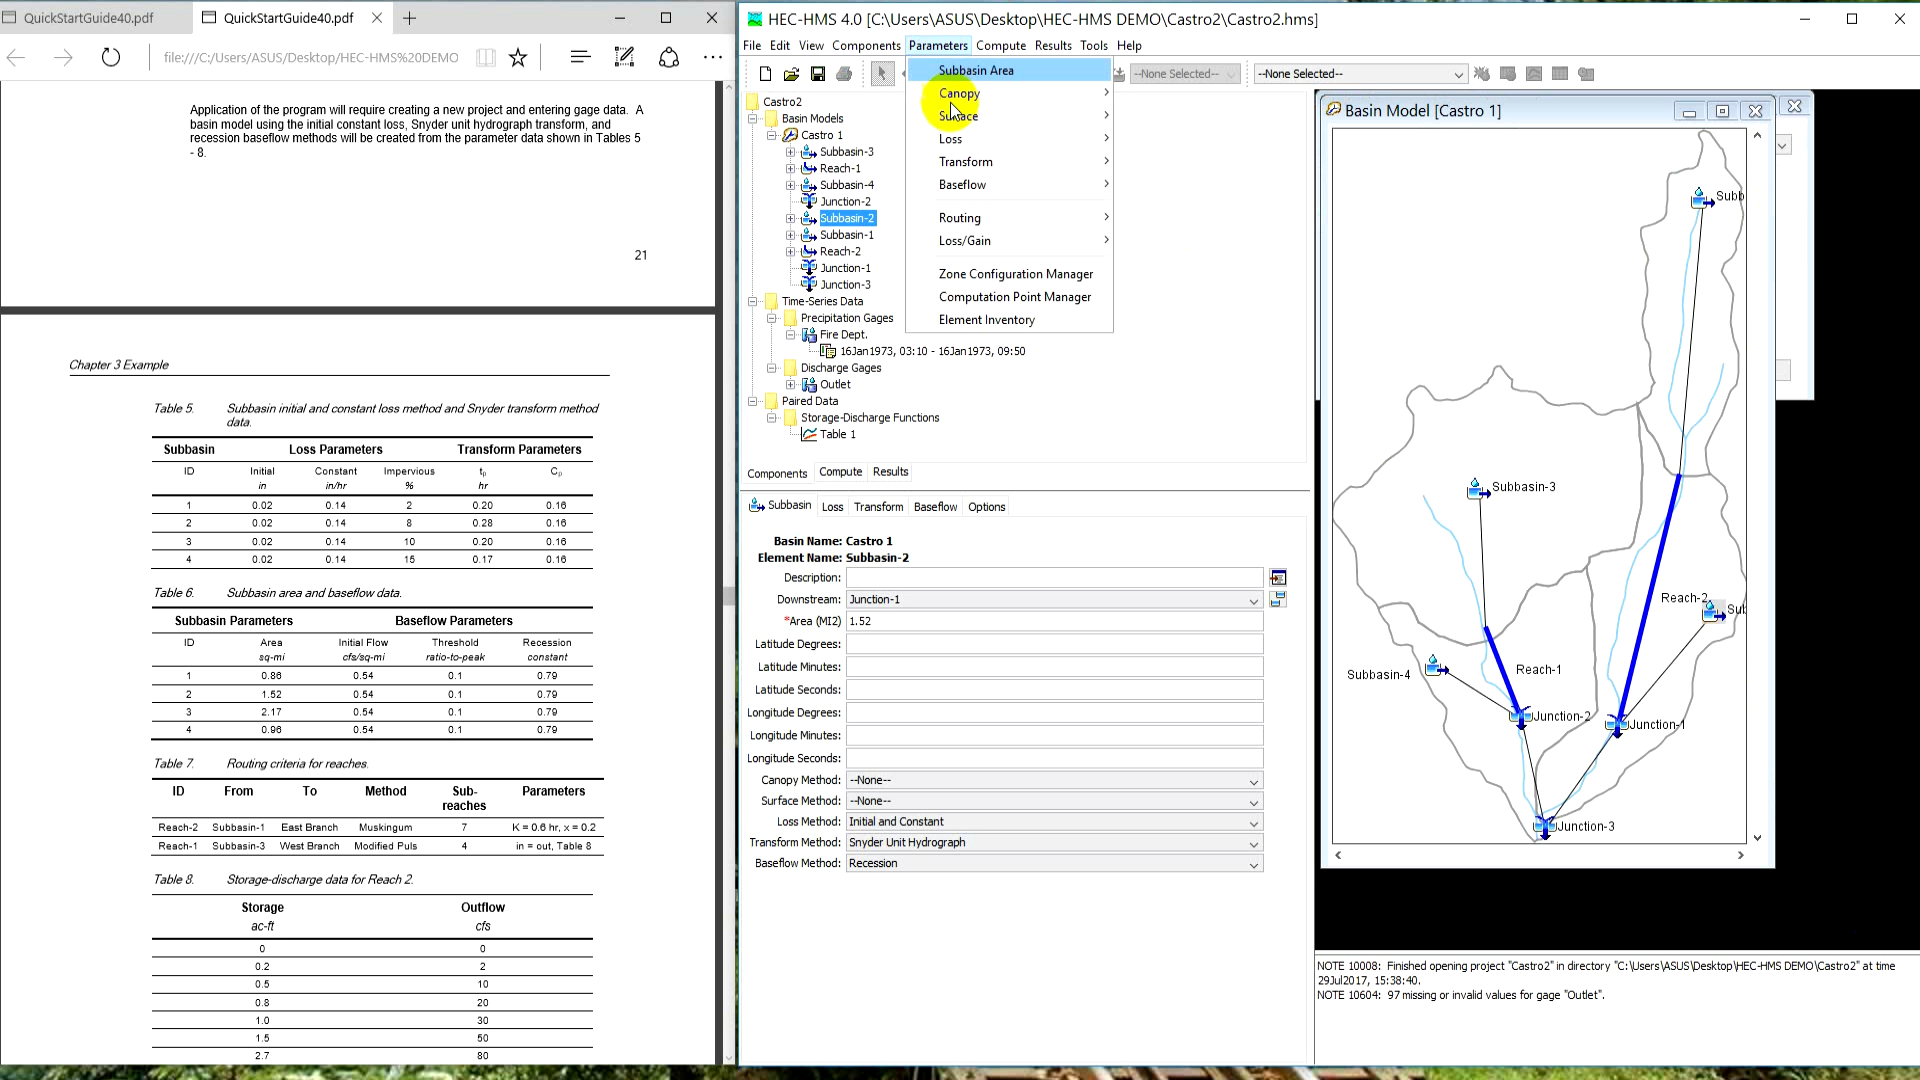 QuickStartGuide40.pdf
QuickStartGuide40.pdf
file:///C:/Users/ASUS/Desktop/HEC-HMS%20DEMO
Application of the program will require creating a new project and entering gage data. A
basin model using the initial constant loss, Snyder unit hydrograph transform, and
recession baseflow methods will be created from the parameter data shown in Tables 5
- 8.
21
Chapter 3 Example
Table 5. Subbasin initial and constant loss method and Snyder transform method
data.
Subbasin Loss Parameters Transform Parameters
ID Initial Constant Impervious tp Cp
in in/hr % hr
1 0.02 0.14 2 0.20 0.16
2 0.02 0.14 8 0.28 0.16
3 0.02 0.14 10 0.20 0.16
4 0.02 0.14 15 0.17 0.16
Table 6. Subbasin area and baseflow data.
Subbasin Parameters Baseflow Parameters
ID Area Initial Flow Threshold Recession
sq-mi cfs/sq-mi ratio-to-peak constant
1 0.86 0.54 0.1 0.79
2 1.52 0.54 0.1 0.79
3 2.17 0.54 0.1 0.79
4 0.96 0.54 0.1 0.79
Table 7. Routing criteria for reaches.
ID From To Method Sub- Parameters
reaches
Reach-2 Subbasin-1 East Branch Muskingum 7 K = 0.6 hr, x = 0.2
Reach-1 Subbasin-3 West Branch Modified Puls 4 in = out, Table 8
Table 8. Storage-discharge data for Reach 2.
Storage Outflow
ac-ft cfs
0 0
0.2 2
0.5 10
0.8 20
1.0 30
1.5 50
2.7 80
HEC-HMS 4.0 [C:\Users\ASUS\Desktop\HEC-HMS DEMO\Castro2\Castro2.hms]
File Edit View Components Parameters Compute Results Tools Help
--None Selected-- --None Selected--
Subbasin Area
Canopy
Surface
Loss
Transform
Baseflow
Routing
Loss/Gain
Zone Configuration Manager
Computation Point Manager
Element Inventory
Castro2
Basin Models
Castro 1
Subbasin-3
Reach-1
Subbasin-4
Junction-2
Subbasin-2
Subbasin-1
Reach-2
Junction-1
Junction-3
Time-Series Data
Precipitation Gages
Fire Dept.
16Jan1973, 03:10 - 16Jan1973, 09:50
Discharge Gages
Outlet
Paired Data
Storage-Discharge Functions
Table 1
Components Compute Results
Subbasin Loss Transform Baseflow Options
Basin Name: Castro 1
Element Name: Subbasin-2
Description:
Downstream: Junction-1
*Area (MI2) 1.52
Latitude Degrees:
Latitude Minutes:
Latitude Seconds:
Longitude Degrees:
Longitude Minutes:
Longitude Seconds:
Canopy Method: --None--
Surface Method: --None--
Loss Method: Initial and Constant
Transform Method: Snyder Unit Hydrograph
Baseflow Method: Recession
Basin Model [Castro 1]
Subb
Subbasin-3
Reach-2
Sub
Subbasin-4
Reach-1
Junction-2
Junction-1
Junction-3
NOTE 10008: Finished opening project "Castro2" in directory "C:\Users\ASUS\Desktop\HEC-HMS DEMO\Castro2" at time
29Jul2017, 15:38:40.
NOTE 10604: 97 missing or invalid values for gage "Outlet".